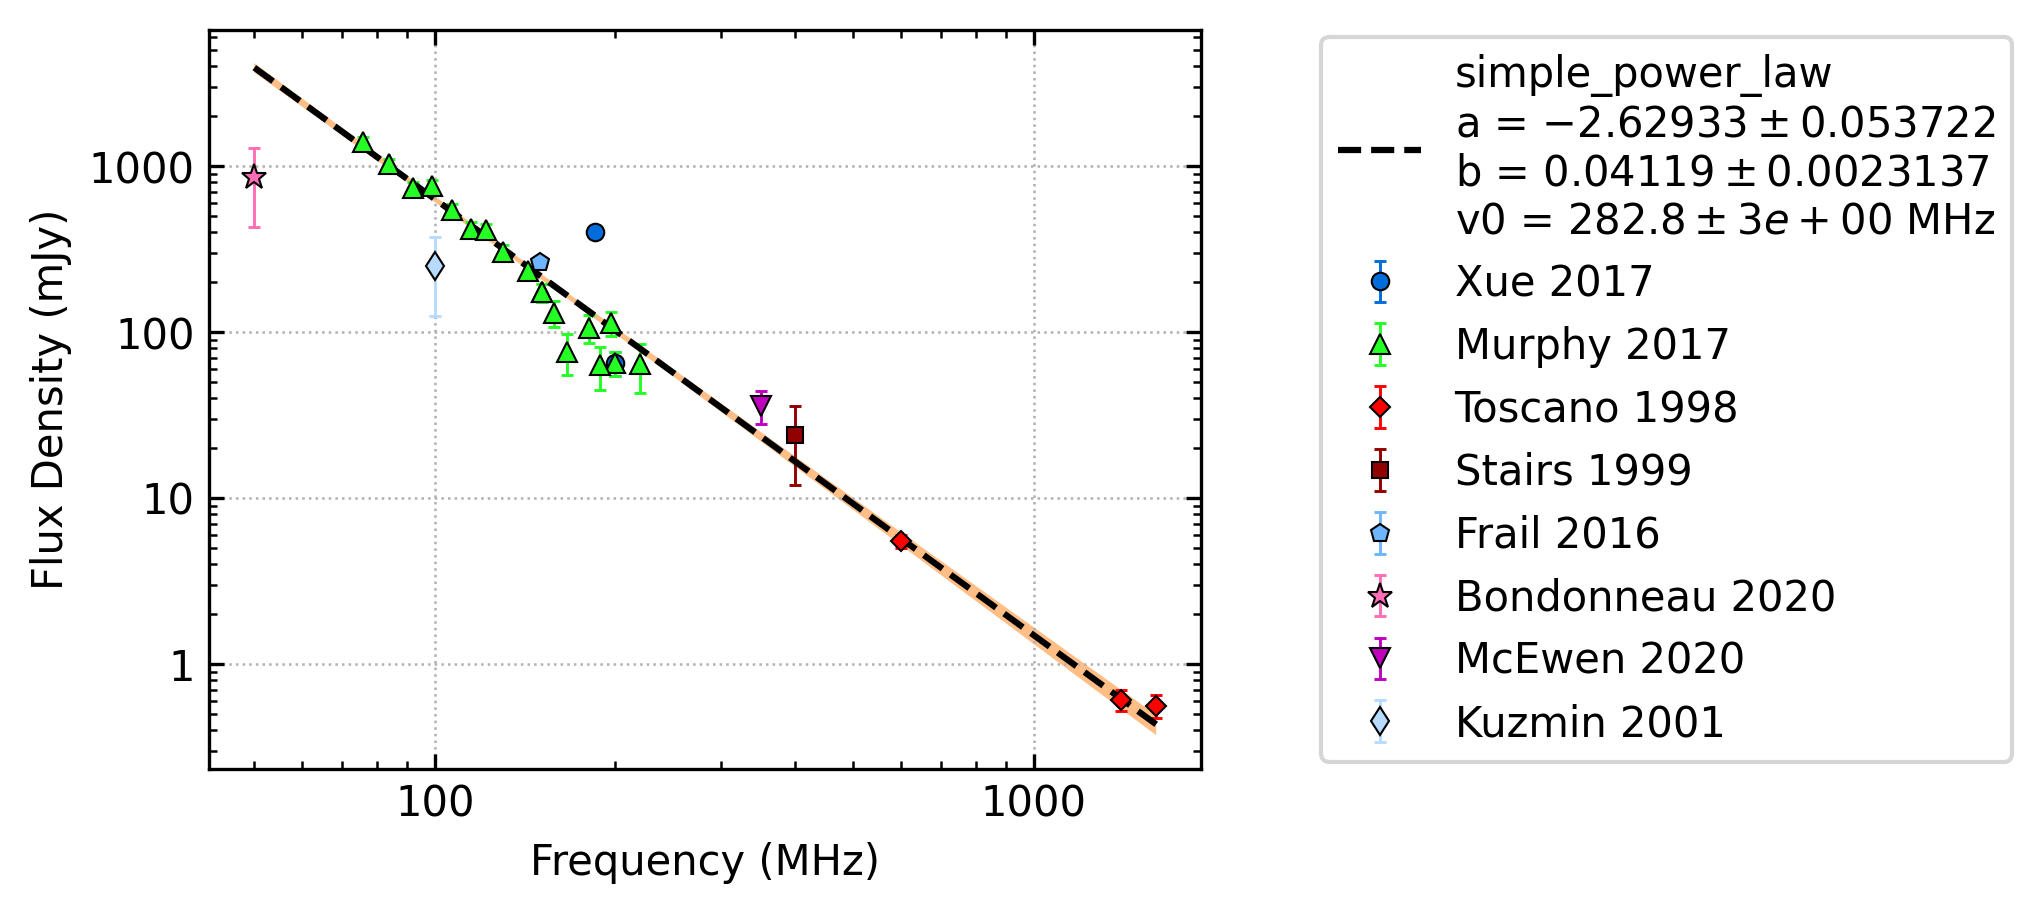 Flux Density (mJy)
1000
100
10
1
100
1000
Frequency (MHz)
simple_power_law
a = −2.62933 ± 0.053722
b = 0.04119 ± 0.0023137
v0 = 282.8 ± 3e + 00 MHz
Xue 2017
Murphy 2017
Toscano 1998
Stairs 1999
Frail 2016
Bondonneau 2020
McEwen 2020
Kuzmin 2001